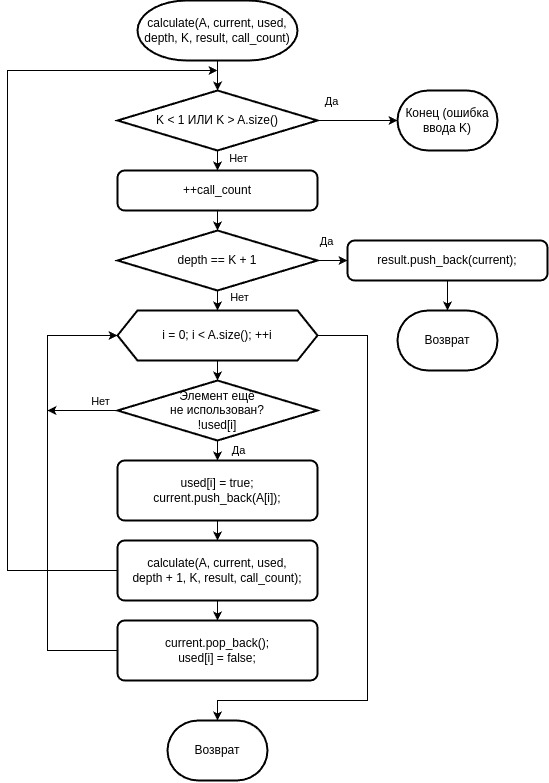 calculate(A, current, used,
depth, K, result, call_count)
K < 1 ИЛИ K > A.size()
Да
Конец (ошибка
ввода K)
Нет
++call_count
depth == K + 1
Да
result.push_back(current);
Нет
Возврат
i = 0; i < A.size(); ++i
Элемент ещё
не использован?
!used[i]
Нет
Да
used[i] = true;
current.push_back(A[i]);
calculate(A, current, used,
depth + 1, K, result, call_count);
current.pop_back();
used[i] = false;
Возврат